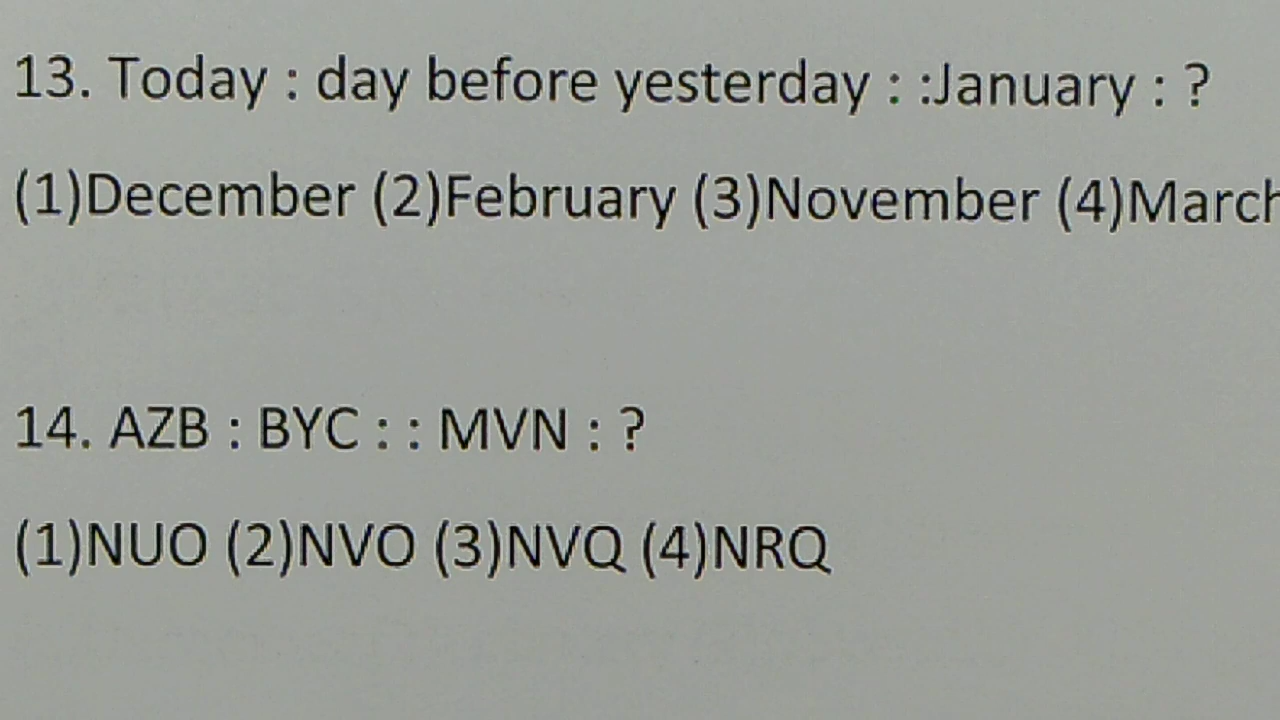 13. Today : day before yesterday : :January : ?
(1)December (2)February (3)November (4)March
14. AZB : BYC : : MVN : ?
(1)NUO (2)NVO (3)NVQ (4)NRQ